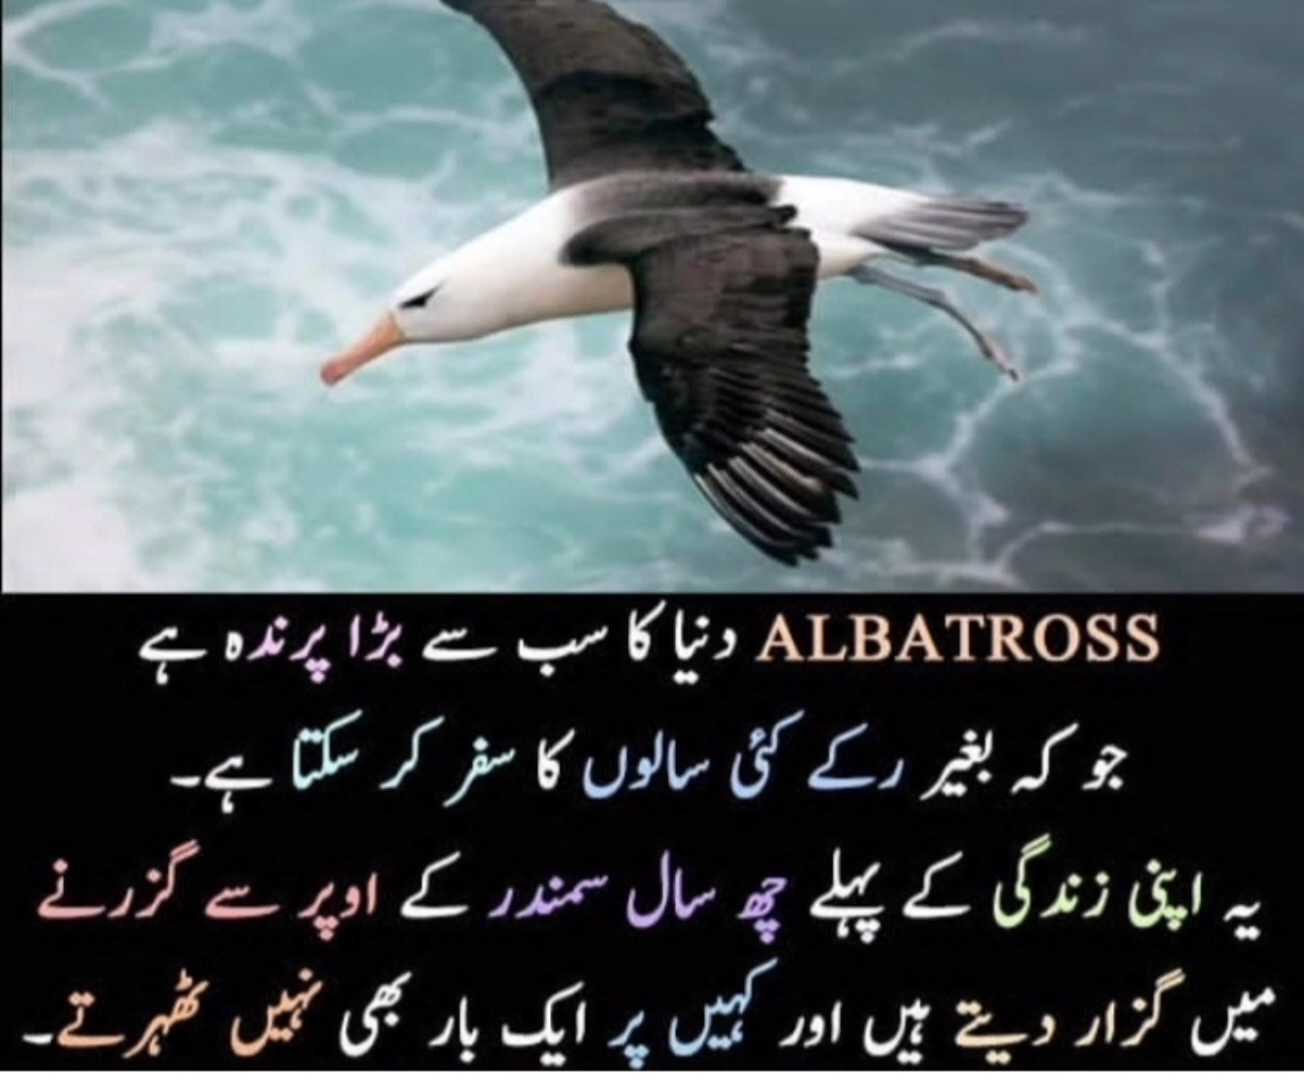 ALBATROSS دنیا کا سب سے بڑا پرندہ ہے
جو کہ بغیر رکے کئی سالوں کا سفر کر سکتا ہے۔
یہ اپنی زندگی کے پہلے چھ سال سمندر کے اوپر سے گزرنے
میں گزار دیتے ہیں اور کہیں پر ایک بار بھی نہیں ٹھہرتے۔